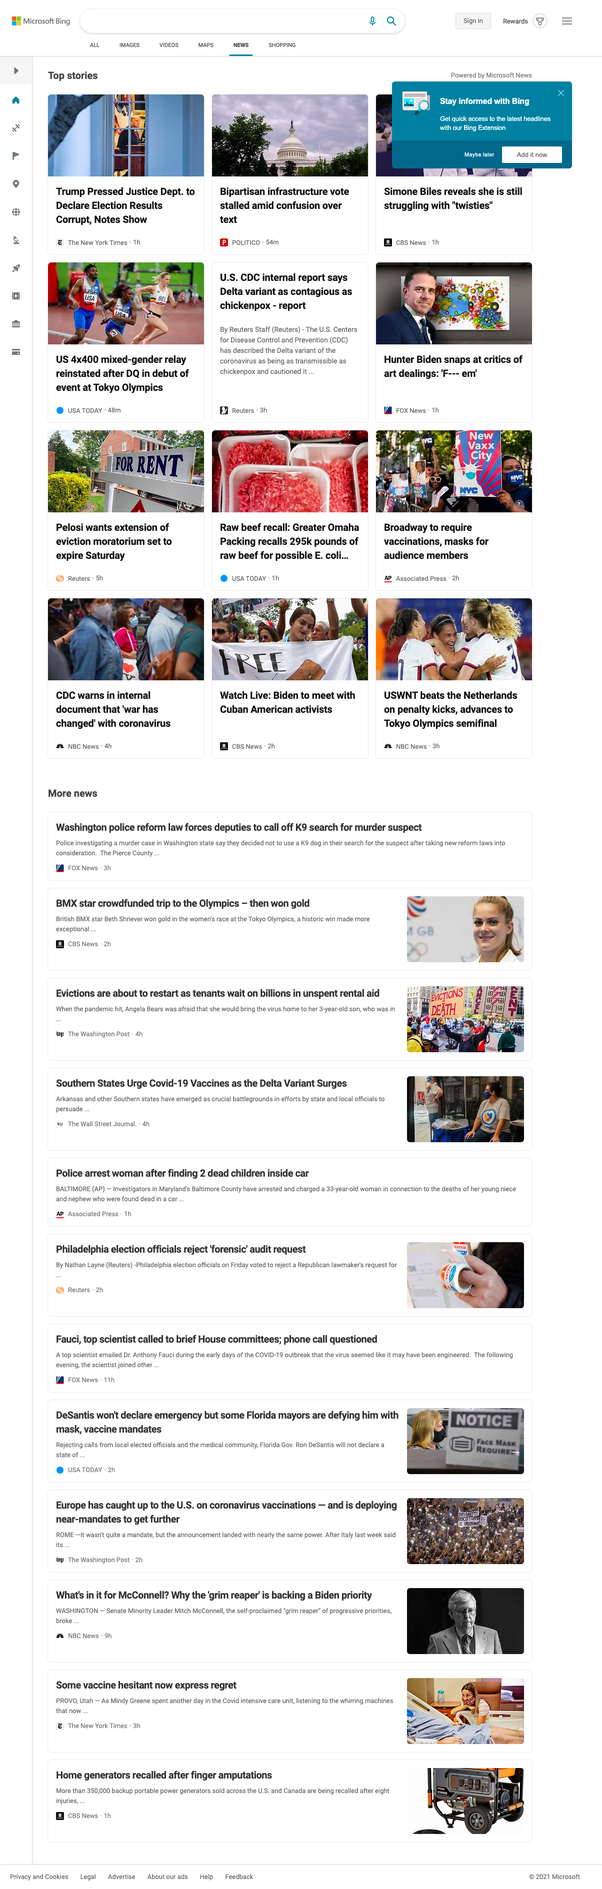 Microsoft Bing
Sign in
Rewards
ALL
IMAGES
VIDEOS
MAPS
NEWS
SHOPPING
Top stories
Powered by Microsoft News
Stay informed with Bing
Get quick access to the latest headlines
with our Bing Extension
Maybe later
Add it now
Trump Pressed Justice Dept. to
Declare Election Results
Corrupt, Notes Show
The New York Times · 1h
Bipartisan infrastructure vote
stalled amid confusion over
text
POLITICO · 54m
Simone Biles reveals she is still
struggling with "twisties"
CBS News · 1h
USA
USA
US 4x400 mixed-gender relay
reinstated after DQ in debut of
event at Tokyo Olympics
USA TODAY · 48m
U.S. CDC internal report says
Delta variant as contagious as
chickenpox - report
By Reuters Staff (Reuters) - The U.S. Centers
for Disease Control and Prevention (CDC)
has described the Delta variant of the
coronavirus as being as transmissible as
chickenpox and cautioned it ...
Reuters · 3h
Hunter Biden snaps at critics of
art dealings: 'F--- em'
FOX News · 1h
FOR RENT
Pelosi wants extension of
eviction moratorium set to
expire Saturday
Reuters · 5h
Raw beef recall: Greater Omaha
Packing recalls 295k pounds of
raw beef for possible E. coli...
USA TODAY · 1h
New
Vaxx
City
NYC
Broadway to require
vaccinations, masks for
audience members
AP
Associated Press · 2h
CDC warns in internal
document that 'war has
changed' with coronavirus
NBC News · 4h
FREE
Watch Live: Biden to meet with
Cuban American activists
CBS News · 2h
3
USWNT beats the Netherlands
on penalty kicks, advances to
Tokyo Olympics semifinal
NBC News · 3h
More news
Washington police reform law forces deputies to call off K9 search for murder suspect
Police investigating a murder case in Washington state say they decided not to use a K9 dog in their search for the suspect after taking new reform laws into
consideration. The Pierce County ...
FOX News · 3h
BMX star crowdfunded trip to the Olympics – then won gold
British BMX star Beth Shriever won gold in the women's race at the Tokyo Olympics, a historic win made more
exceptional ...
CBS News · 2h
M GB
Evictions are about to restart as tenants wait on billions in unspent rental aid
When the pandemic hit, Angela Bears was afraid that she would bring the virus home to her 3-year-old son, who was in
...
wp
The Washington Post · 4h
EVICTIONS
DEATH
Southern States Urge Covid-19 Vaccines as the Delta Variant Surges
Arkansas and other Southern states have emerged as crucial battlegrounds in efforts by state and local officials to
persuade ...
WSJ
The Wall Street Journal. · 4h
Police arrest woman after finding 2 dead children inside car
BALTIMORE (AP) — Investigators in Maryland's Baltimore County have arrested and charged a 33-year-old woman in connection to the deaths of her young niece
and nephew who were found dead in a car ...
AP
Associated Press · 1h
Philadelphia election officials reject 'forensic' audit request
By Nathan Layne (Reuters) -Philadelphia election officials on Friday voted to reject a Republican lawmaker's request for
...
Reuters · 2h
Fauci, top scientist called to brief House committees; phone call questioned
A top scientist emailed Dr. Anthony Fauci during the early days of the COVID-19 outbreak that the virus seemed like it may have been engineered. The following
evening, the scientist joined other ...
FOX News · 11h
DeSantis won't declare emergency but some Florida mayors are defying him with
mask, vaccine mandates
Rejecting calls from local elected officials and the medical community, Florida Gov. Ron DeSantis will not declare a
state of ...
USA TODAY · 2h
NOTICE
FACE MASK
REQUIRED
Europe has caught up to the U.S. on coronavirus vaccinations — and is deploying
near-mandates to get further
ROME —It wasn't quite a mandate, but the announcement landed with nearly the same power. After Italy last week said
its ...
wp
The Washington Post · 2h
What's in it for McConnell? Why the 'grim reaper' is backing a Biden priority
WASHINGTON — Senate Minority Leader Mitch McConnell, the self-proclaimed "grim reaper" of progressive priorities,
broke ...
NBC News · 9h
Some vaccine hesitant now express regret
PROVO, Utah — As Mindy Greene spent another day in the Covid intensive care unit, listening to the whirring machines
that now ...
The New York Times · 3h
Home generators recalled after finger amputations
More than 350,000 backup portable power generators sold across the U.S. and Canada are being recalled after eight
injuries, ...
CBS News · 1h
Privacy and Cookies
Legal
Advertise
About our ads
Help
Feedback
© 2021 Microsoft